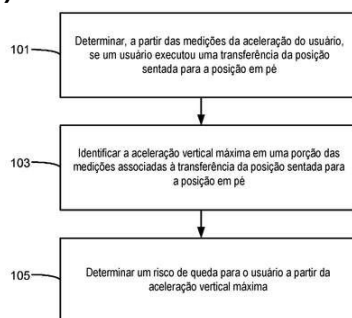 101
Determinar, a partir das medições da aceleração do usuário,
se um usuário executou uma transferência da posição
sentada para a posição em pé
103
Identificar a aceleração vertical máxima em uma porção das
medições associadas à transferência da posição sentada para
a posição em pé
105
Determinar um risco de queda para o usuário a partir da
aceleração vertical máxima